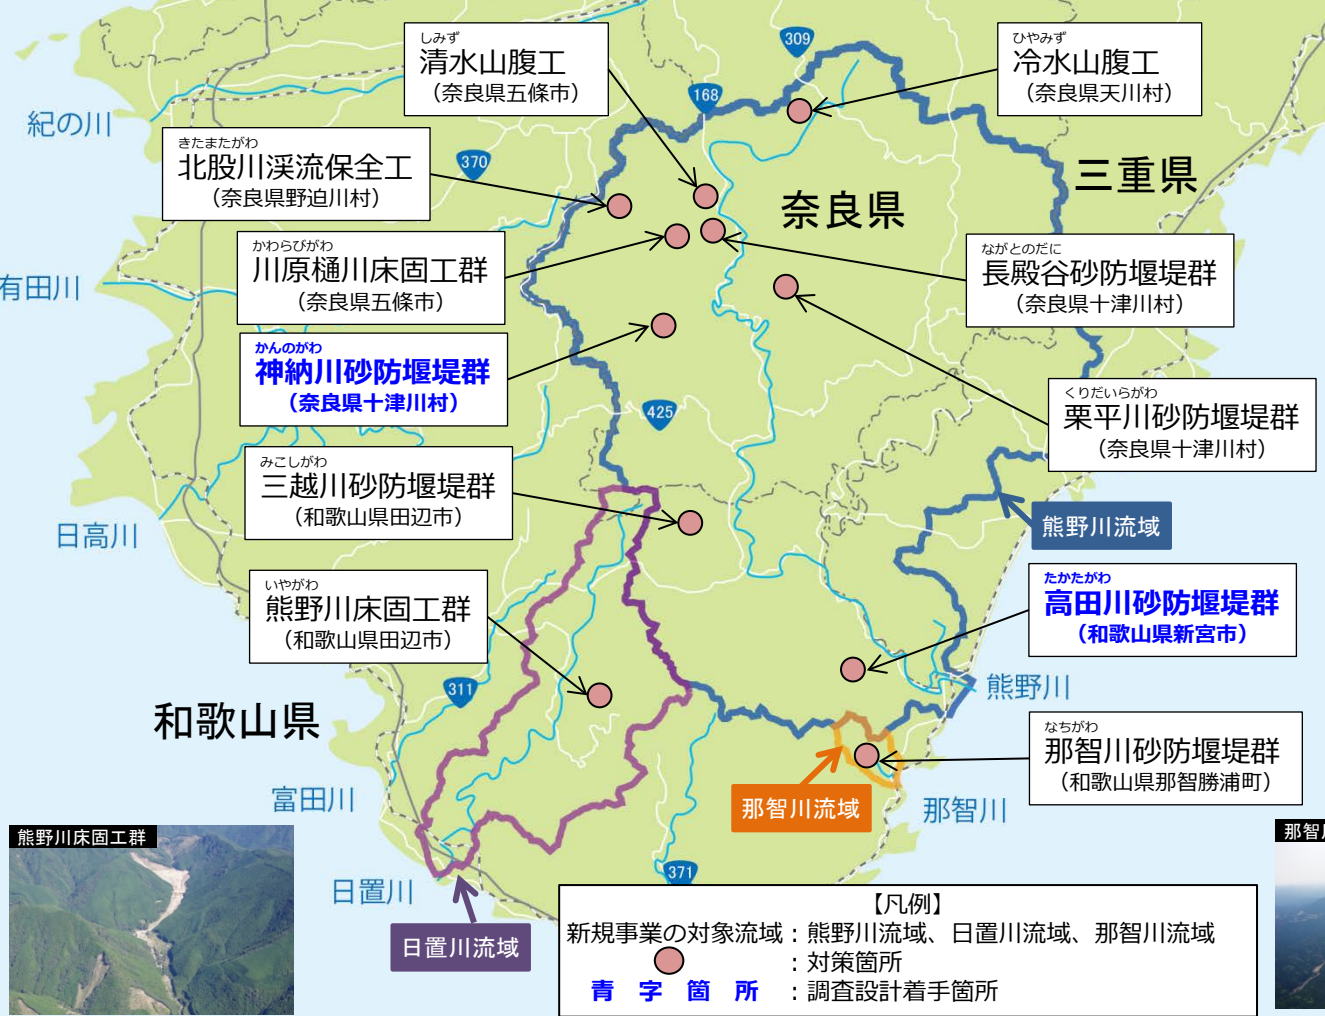 しみず
清水山腹工
（奈良県五條市）
309
ひやみず
冷水山腹工
（奈良県天川村）
168
紀の川
きたまたがわ
北股川渓流保全工
（奈良県野迫川村）
370
三重県
奈良県
かわらびがわ
川原樋川床固工群
（奈良県五條市）
ながとのだに
長殿谷砂防堰堤群
（奈良県十津川村）
有田川
かんのがわ
神納川砂防堰堤群
（奈良県十津川村）
425
くりだいらがわ
栗平川砂防堰堤群
（奈良県十津川村）
みこしがわ
三越川砂防堰堤群
（和歌山県田辺市）
日高川
熊野川流域
いやがわ
熊野川床固工群
（和歌山県田辺市）
たかたがわ
高田川砂防堰堤群
（和歌山県新宮市）
311
熊野川
和歌山県
なちがわ
那智川砂防堰堤群
（和歌山県那智勝浦町）
富田川
那智川流域
那智川
熊野川床固工群
371
日置川
日置川流域
【凡例】
新規事業の対象流域：熊野川流域、日置川流域、那智川流域
：対策箇所
青字箇所：調査設計着手箇所